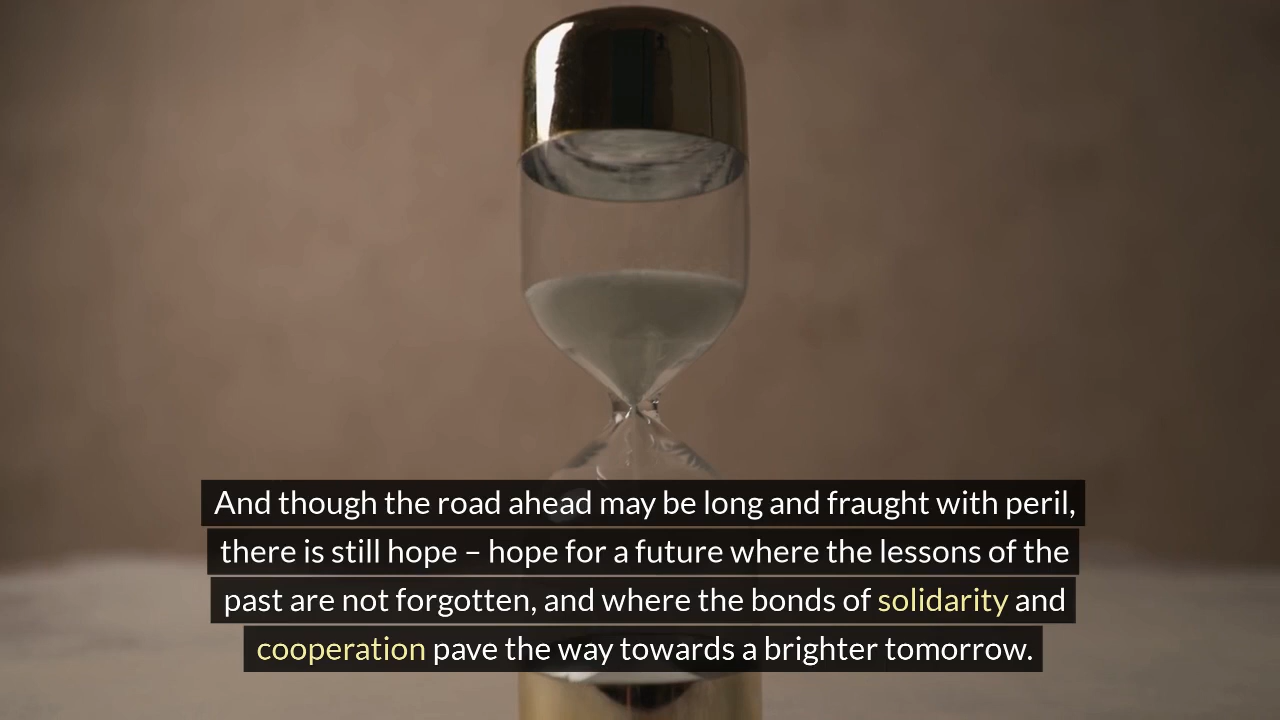 And though the road ahead may be long and fraught with peril,
there is still hope – hope for a future where the lessons of the
past are not forgotten, and where the bonds of solidarity and
cooperation pave the way towards a brighter tomorrow.